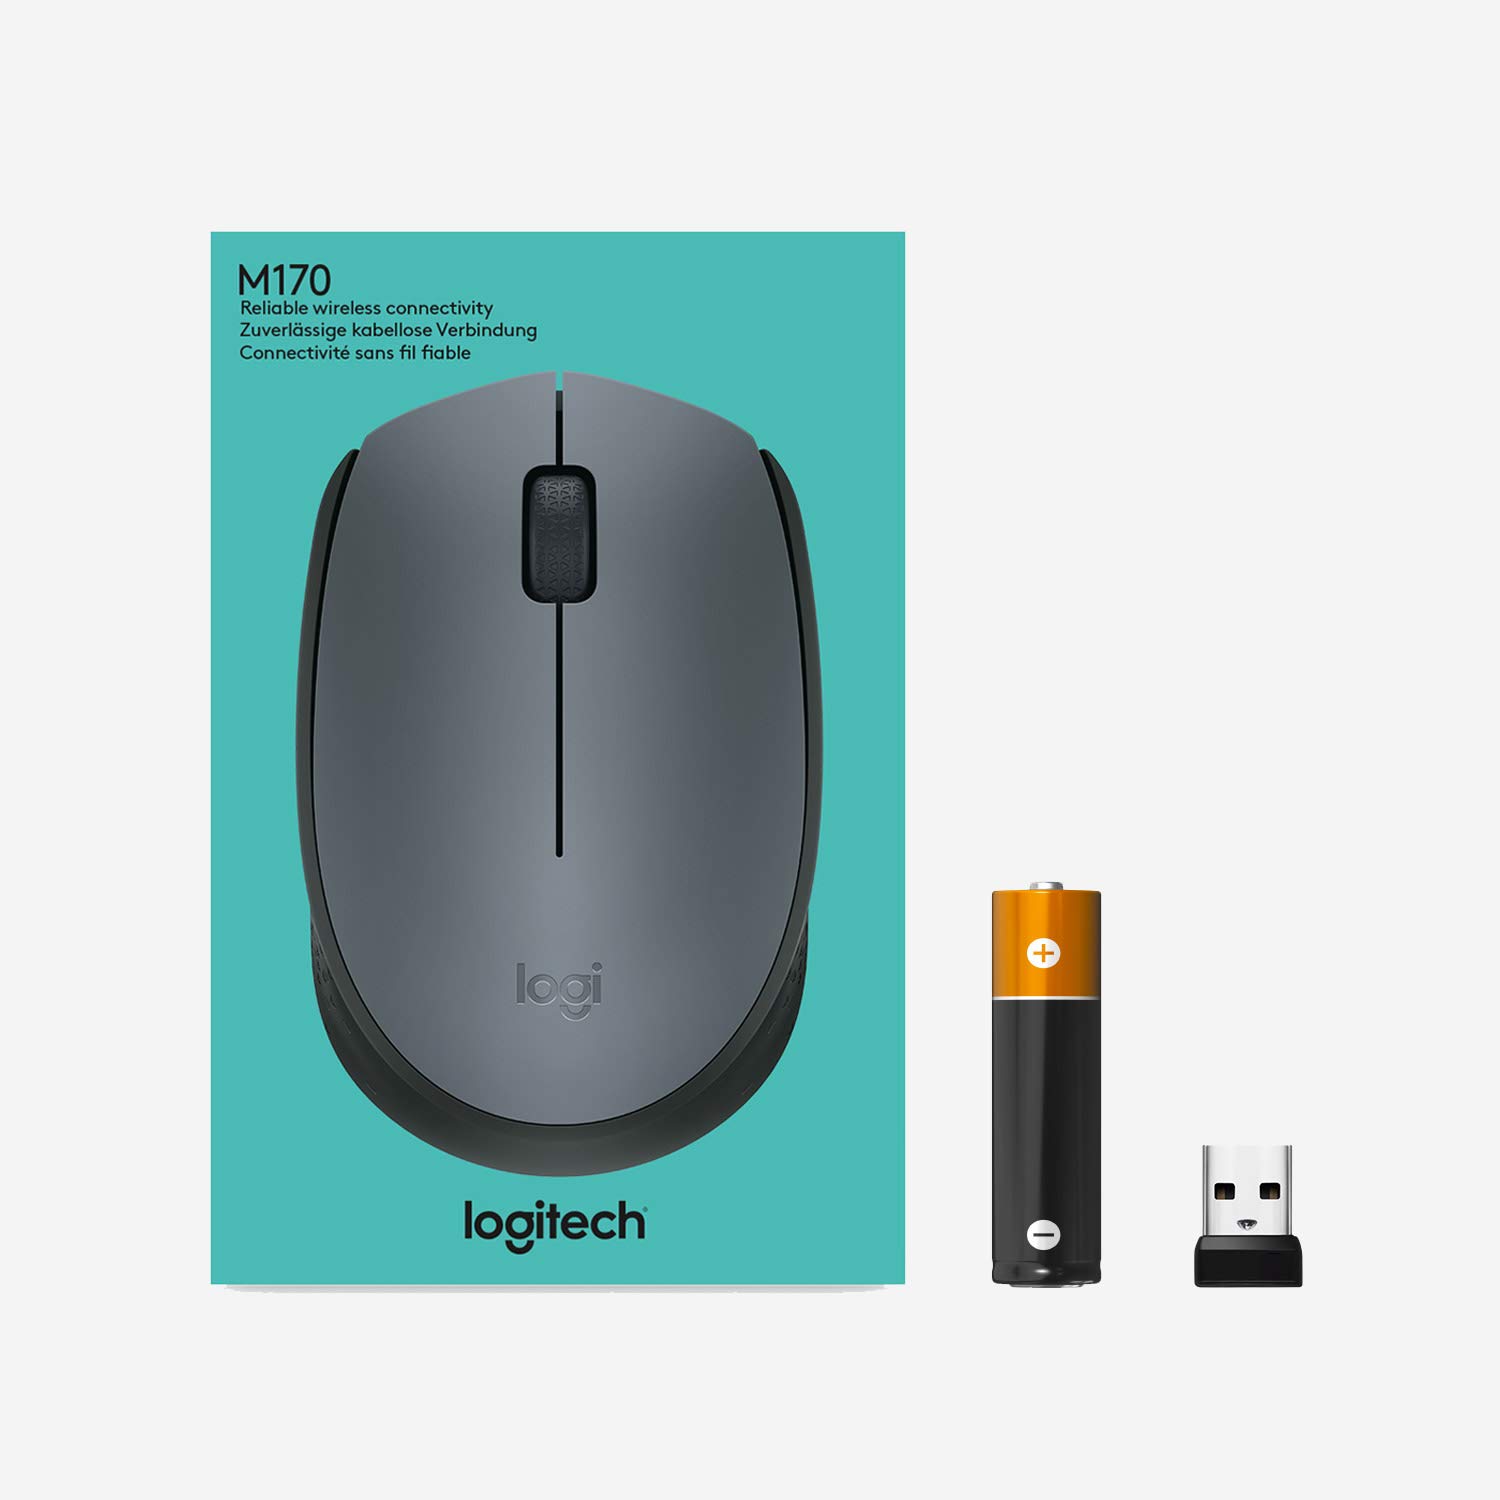 M170
Reliable wireless connectivity
Zuverlässige kabellose Verbindung
Connectivité sans fil fiable
logi
logitech
+
−